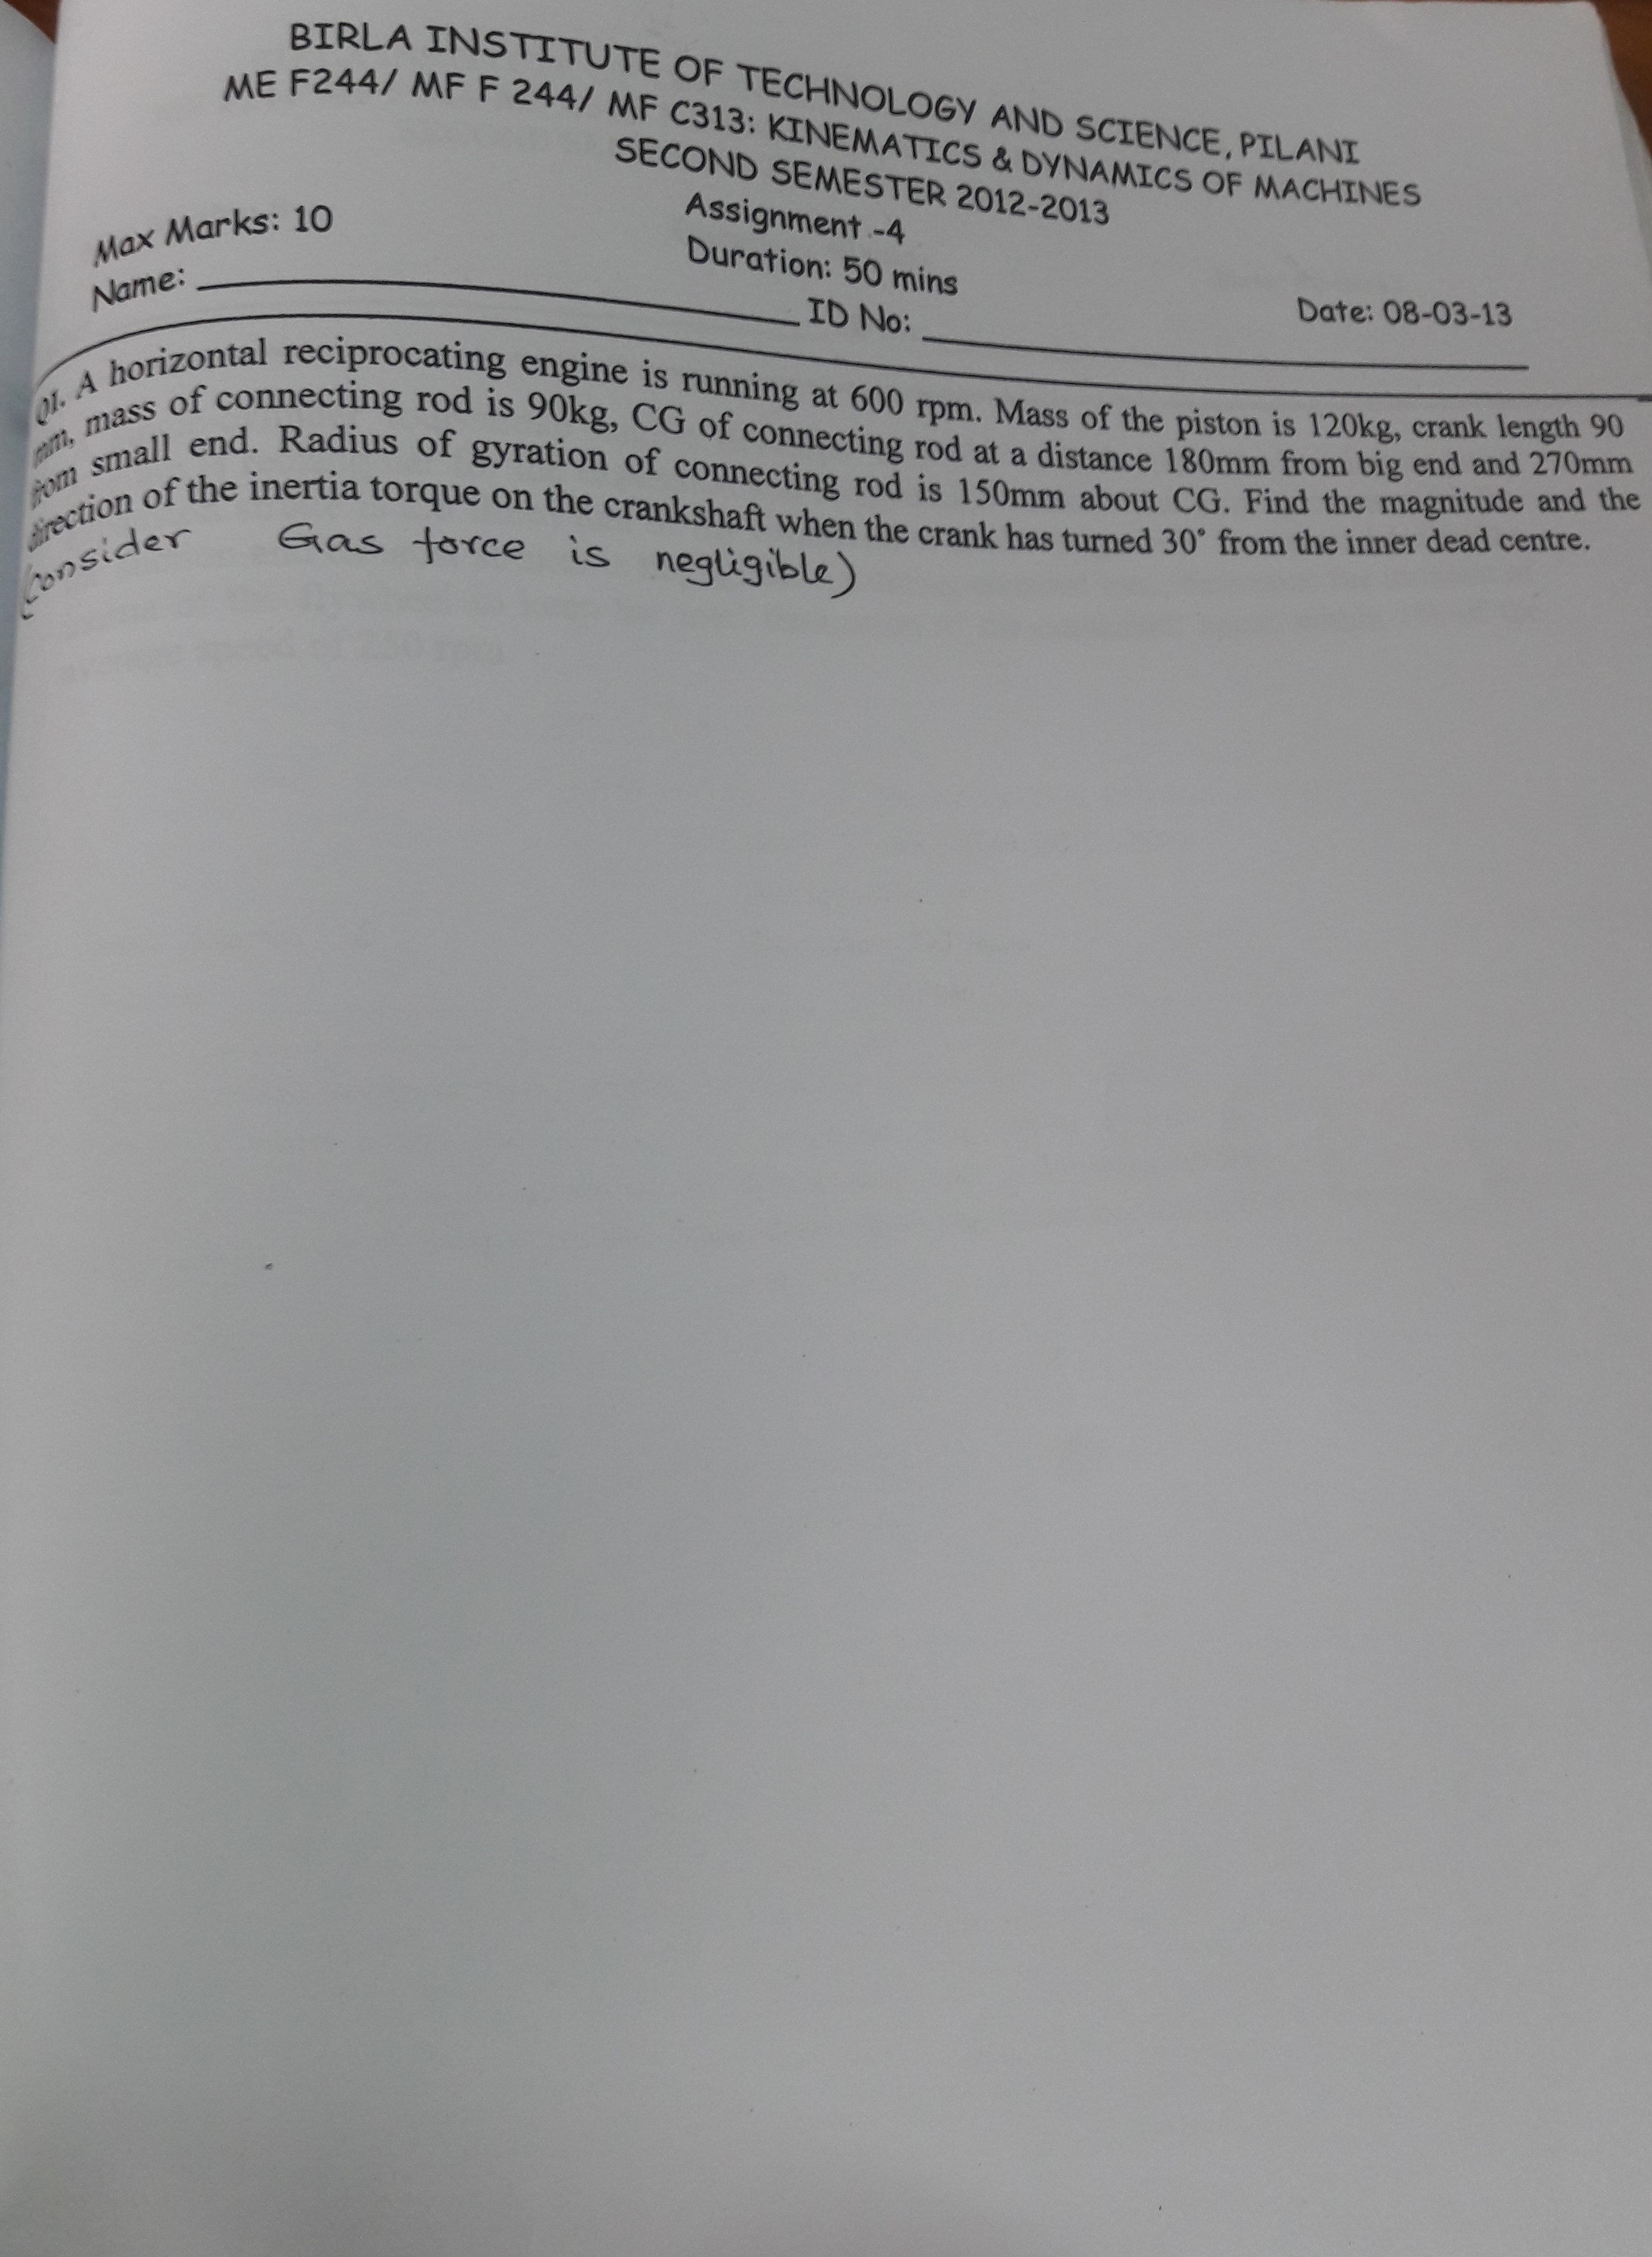 BIRLA INSTITUTE OF TECHNOLOGY AND SCIENCE, PILANI
ME F244/ MF F 244/ MF C313: KINEMATICS & DYNAMICS OF MACHINES
SECOND SEMESTER 2012-2013
Assignment -4
Max Marks: 10 Duration: 50 mins Date: 08-03-13
Name: ID No:
Q1. A horizontal reciprocating engine is running at 600 rpm. Mass of the piston is 120kg, crank length 90
mm, mass of connecting rod is 90kg, CG of connecting rod at a distance 180mm from big end and 270mm
from small end. Radius of gyration of connecting rod is 150mm about CG. Find the magnitude and the
direction of the inertia torque on the crankshaft when the crank has turned 30° from the inner dead centre.
(Consider Gas force is negligible)
average speed of 250 rpm